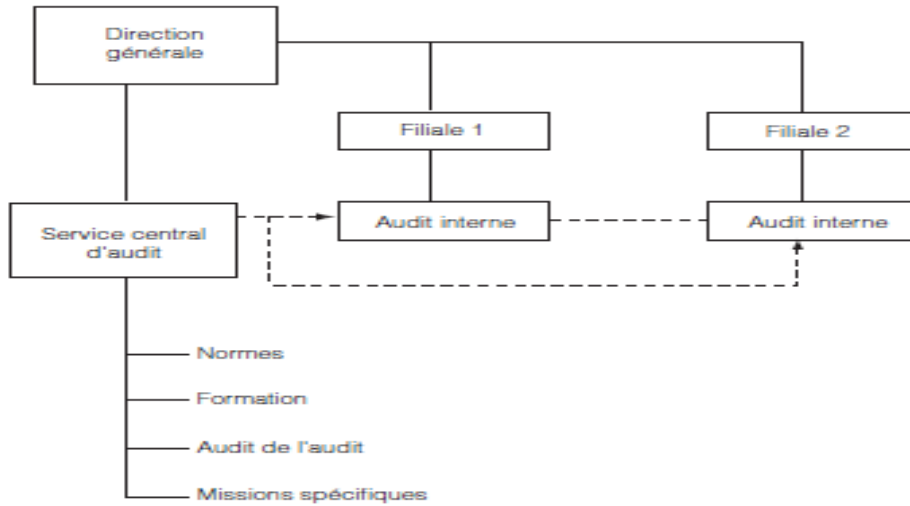 Direction
générale
Filiale 1
Filiale 2
Service central
d'audit
Audit interne
Audit interne
Normes
Formation
Audit de l'audit
Missions spécifiques